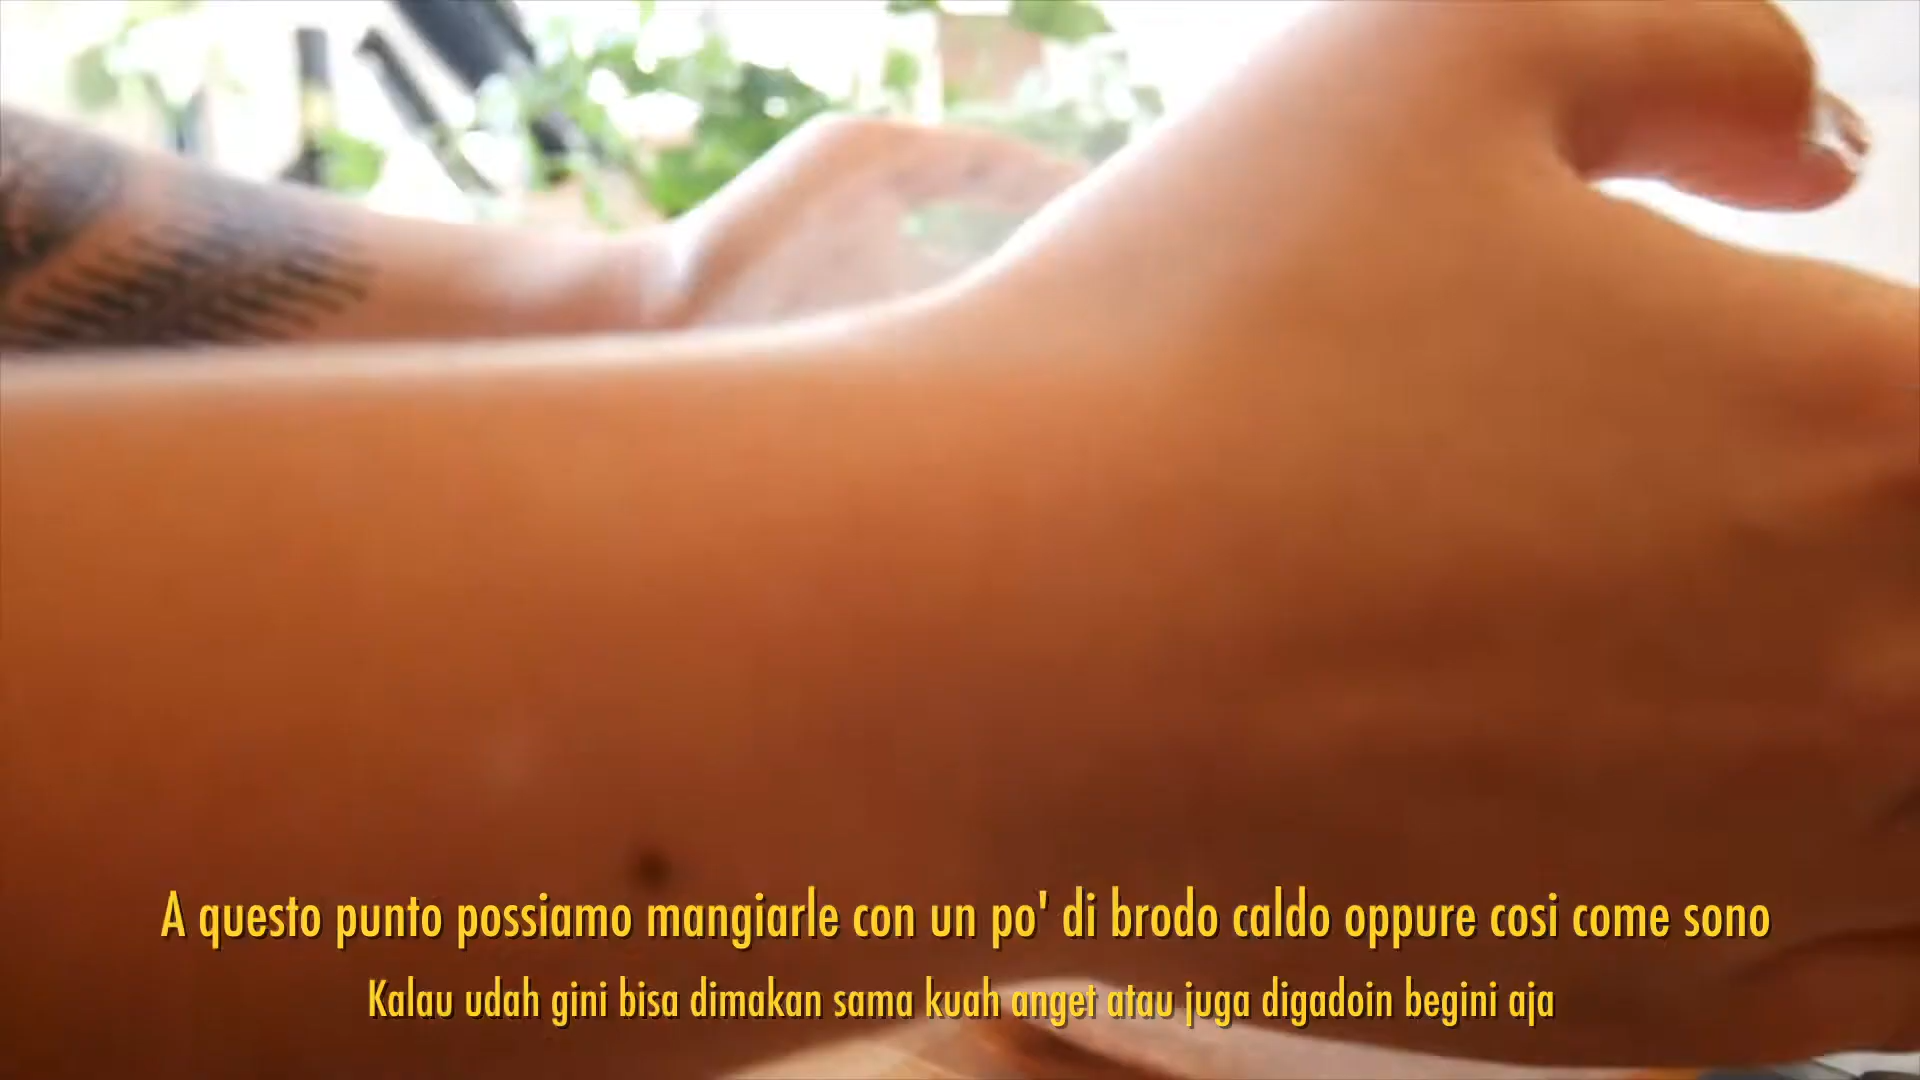 A questo punto possiamo mangiarle con un po' di brodo caldo oppure cosi come sono
Kalau udah gini bisa dimakan sama kuah anget atau juga digadoin begini aja